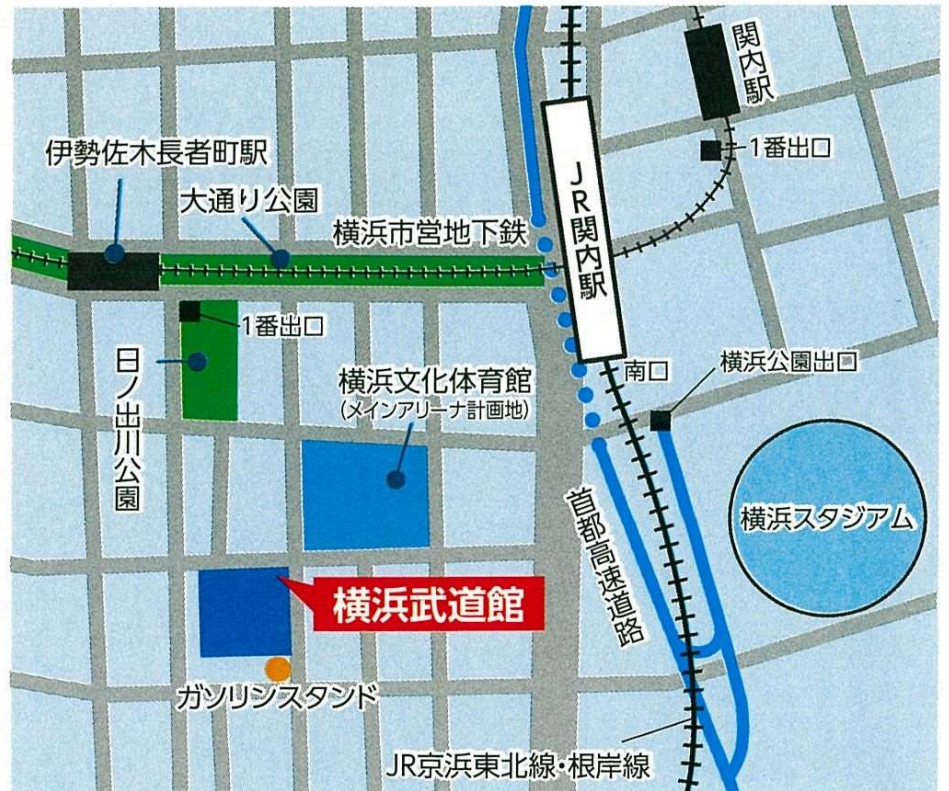 関内駅
1番出口
伊勢佐木長者町駅
大通り公園
横浜市営地下鉄
JR関内駅
1番出口
日ノ出川公園
横浜文化体育館
(メインアリーナ計画地)
南口
横浜公園出口
横浜スタジアム
首都高速道路
横浜武道館
ガソリンスタンド
JR京浜東北線・根岸線